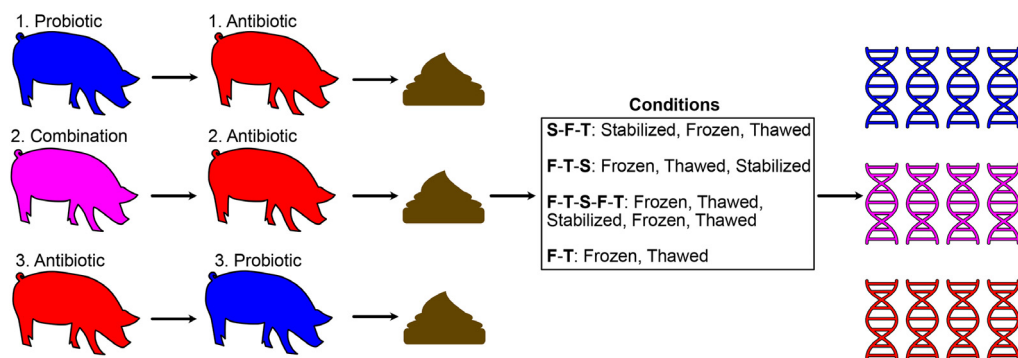 1. Probiotic
1. Antibiotic
2. Combination
2. Antibiotic
3. Antibiotic
3. Probiotic
Conditions
S-F-T: Stabilized, Frozen, Thawed
F-T-S: Frozen, Thawed, Stabilized
F-T-S-F-T: Frozen, Thawed,
Stabilized, Frozen, Thawed
F-T: Frozen, Thawed